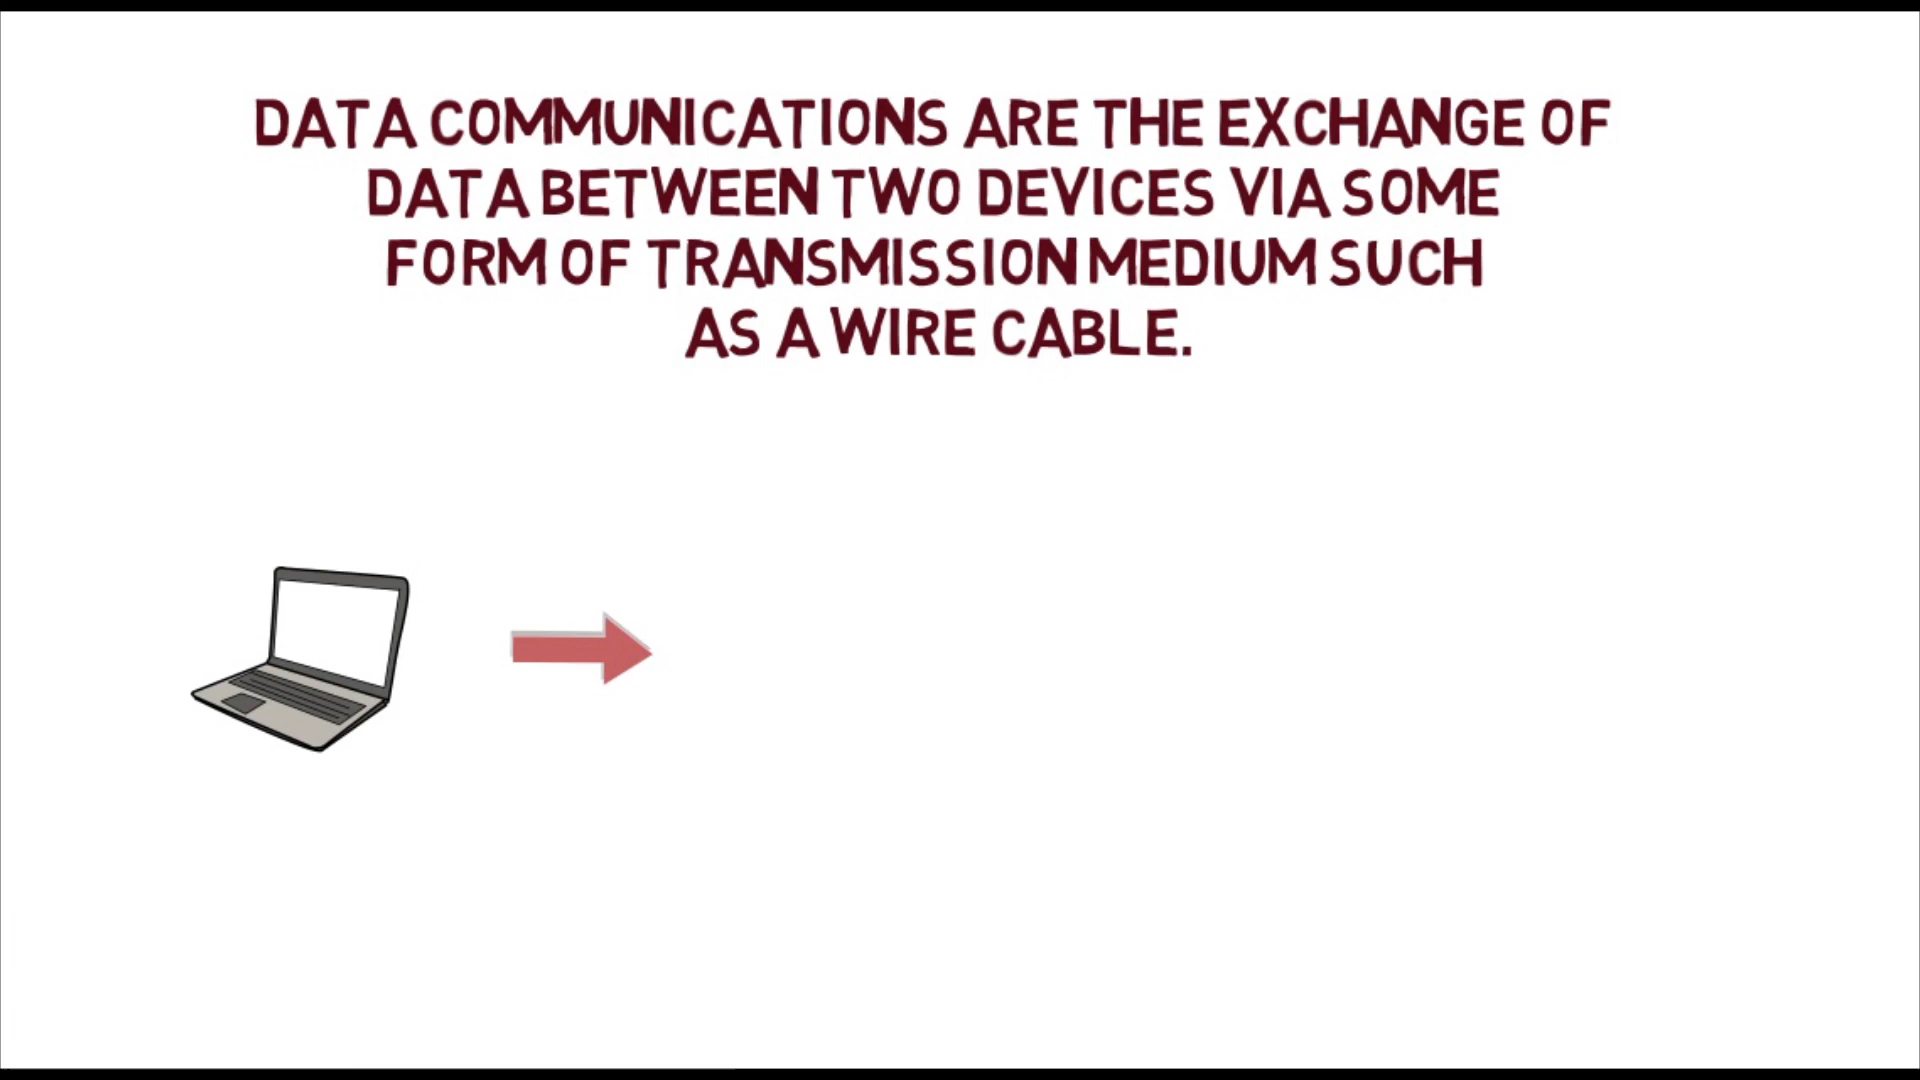 DATA COMMUNICATIONS ARE THE EXCHANGE OF
DATA BETWEEN TWO DEVICES VIA SOME
FORM OF TRANSMISSION MEDIUM SUCH
AS A WIRE CABLE.